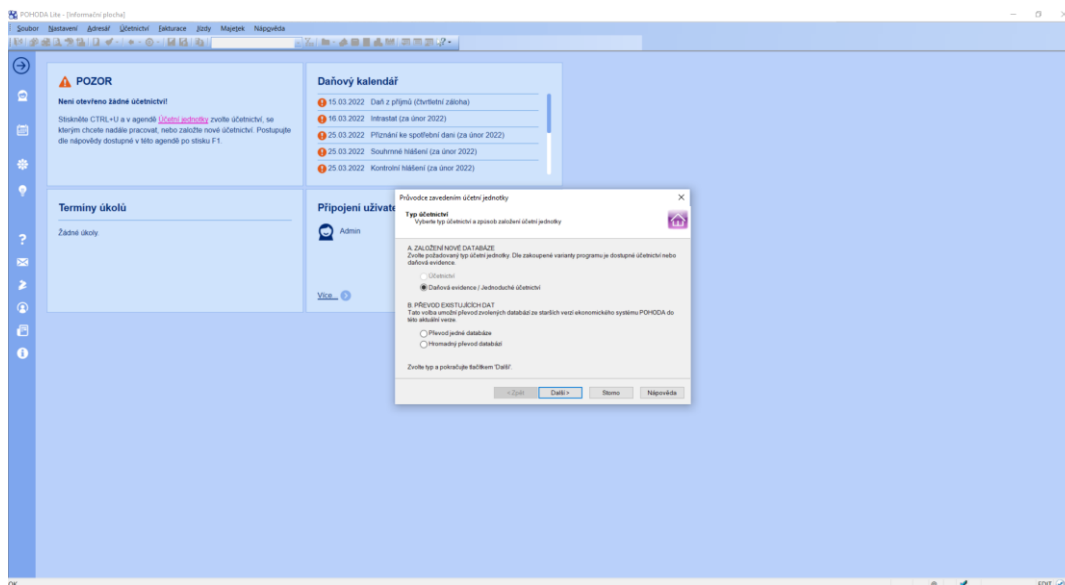 POHODA Lite - [Informační plocha]
Soubor Nastavení Adresář Účetnictví Fakturace Jízdy Majetek Nápověda
POZOR
Není otevřeno žádné účetnictví!
Stiskněte CTRL+U a v agendě Účetní jednotky zvolte účetnictví, se
kterým chcete nadále pracovat, nebo založte nové účetnictví. Postupujte
dle nápovědy dostupné v této agendě po stisku F1.
Daňový kalendář
15.03.2022 Daň z příjmů (čtvrtletní záloha)
16.03.2022 Intrastat (za únor 2022)
25.03.2022 Přiznání ke spotřební dani (za únor 2022)
25.03.2022 Souhrnné hlášení (za únor 2022)
25.03.2022 Kontrolní hlášení (za únor 2022)
Termíny úkolů
Žádné úkoly.
Připojení uživate
Admin
Více...
Průvodce zavedením účetní jednotky
Typ účetnictví
Vyberte typ účetnictví a způsob založení účetní jednotky
A. ZALOŽENÍ NOVÉ DATABÁZE
Zvolte požadovaný typ účetní jednotky. Dle zakoupené varianty programu je dostupné účetnictví nebo
daňová evidence.
Účetnictví
Daňová evidence / Jednoduché účetnictví
B. PŘEVOD EXISTUJÍCÍCH DAT
Tato volba umožní převod zvolených databází ze starších verzí ekonomického systému POHODA do
této aktuální verze.
Převod jedné databáze
Hromadný převod databází
Zvolte typ a pokračujte tlačítkem 'Další'.
< Zpět Další > Storno Nápověda
OK
EDIT